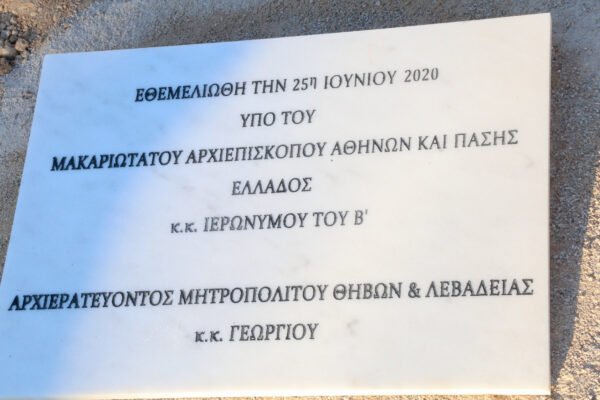 ΕΘΕΜΕΛΙΩΘΗ ΤΗΝ 25η ΙΟΥΝΙΟΥ 2020
ΥΠΟ ΤΟΥ
ΜΑΚΑΡΙΩΤΑΤΟΥ ΑΡΧΙΕΠΙΣΚΟΠΟΥ ΑΘΗΝΩΝ ΚΑΙ ΠΑΣΗΣ
ΕΛΛΑΔΟΣ
κ.κ. ΙΕΡΩΝΥΜΟΥ ΤΟΥ Β'
ΑΡΧΙΕΡΑΤΕΥΟΝΤΟΣ ΜΗΤΡΟΠΟΛΙΤΟΥ ΘΗΒΩΝ & ΛΕΒΑΔΕΙΑΣ
κ.κ. ΓΕΩΡΓΙΟΥ